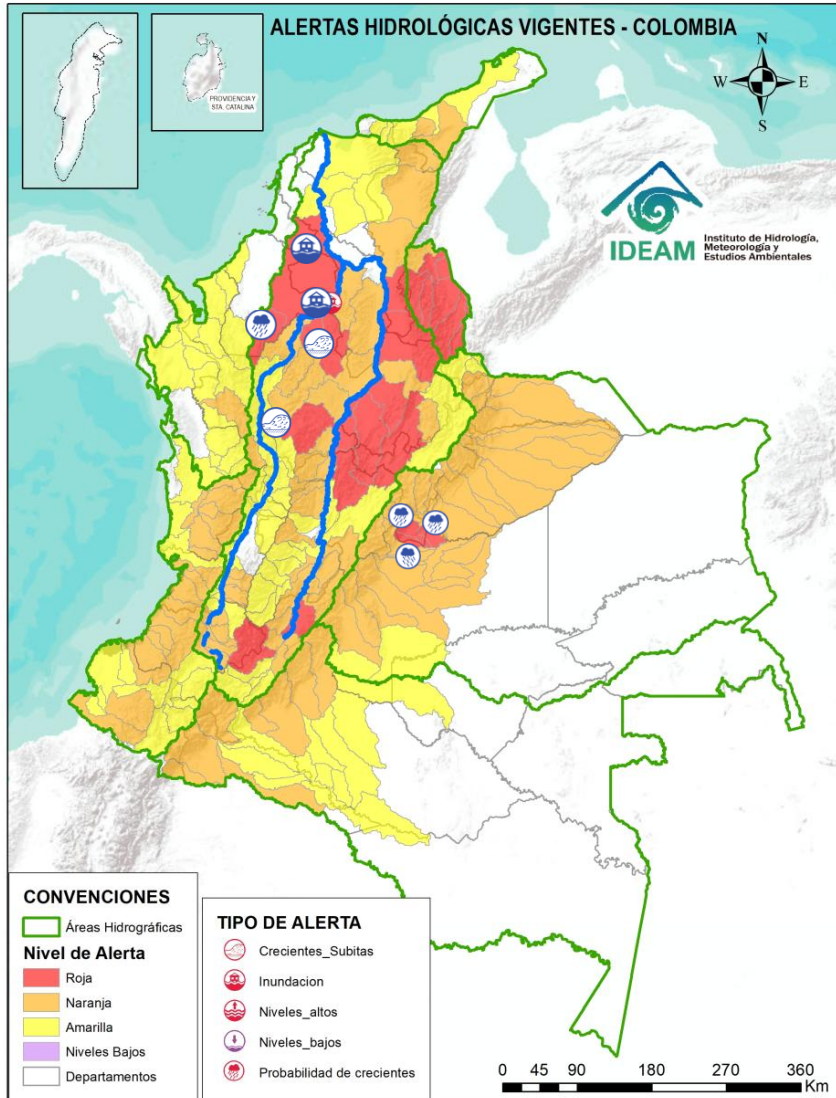 ALERTAS HIDROLÓGICAS VIGENTES - COLOMBIA
PROVIDENCIA Y
STA. CATALINA
N
W
E
S
IDEAM
Instituto de Hidrología,
Meteorología y
Estudios Ambientales
CONVENCIONES
Áreas Hidrográficas
Nivel de Alerta
Roja
Naranja
Amarilla
Niveles Bajos
Departamentos
TIPO DE ALERTA
Crecientes_Subitas
Inundacion
Niveles_altos
Niveles_bajos
Probabilidad de crecientes
0 45 90 180 270 360
Km